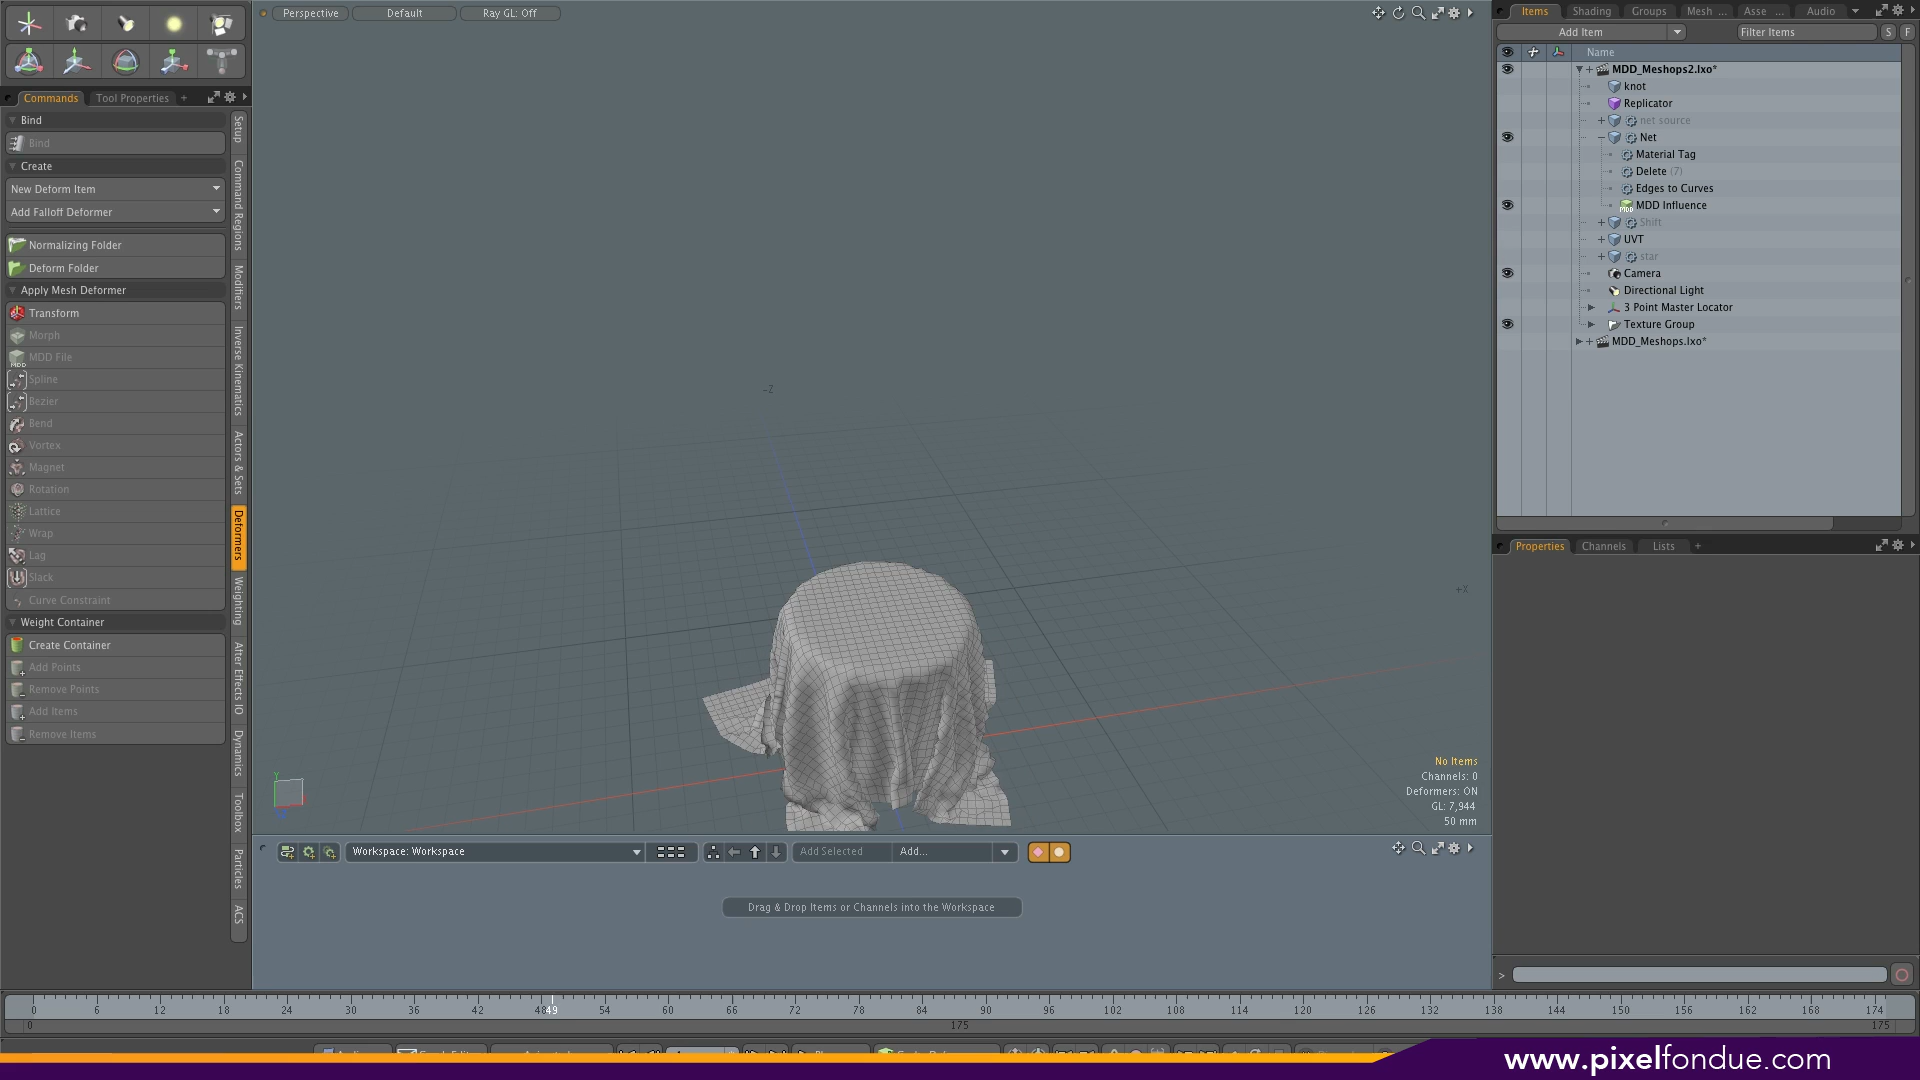 Perspective
Default
Ray GL: Off
Commands
Tool Properties
+
Bind
Bind
Create
New Deform Item
Add Falloff Deformer
Normalizing Folder
Deform Folder
Apply Mesh Deformer
Transform
Morph
MDD File
Spline
Bezier
Bend
Vortex
Magnet
Rotation
Lattice
Wrap
Lag
Slack
Curve Constraint
Weight Container
Create Container
Add Points
Remove Points
Add Items
Remove Items
Setup
Command Regions
Modifiers
Inverse Kinematics
Actors & Sets
Deformers
Weighting
After Effects IO
Dynamics
Toolbox
Particles
ACS
-Z
+X
Y
No Items
Channels: 0
Deformers: ON
GL: 7,944
50 mm
Workspace: Workspace
Add Selected
Add...
Drag & Drop Items or Channels into the Workspace
Items
Shading
Groups
Mesh ...
Asse ...
Audio
Add Item
Filter Items
S
F
Name
MDD_Meshops2.lxo*
knot
Replicator
net source
Net
Material Tag
Delete (7)
Edges to Curves
MDD Influence
Shift
UVT
star
Camera
Directional Light
3 Point Master Locator
Texture Group
MDD_Meshops.lxo*
Properties
Channels
Lists
+
>
0 6 12 18 24 30 36 42 48 49 54 60 66 72 78 84 90 96 102 108 114 120 126 132 138 144 150 156 162 168 174
0 175 175
www.pixelfondue.com